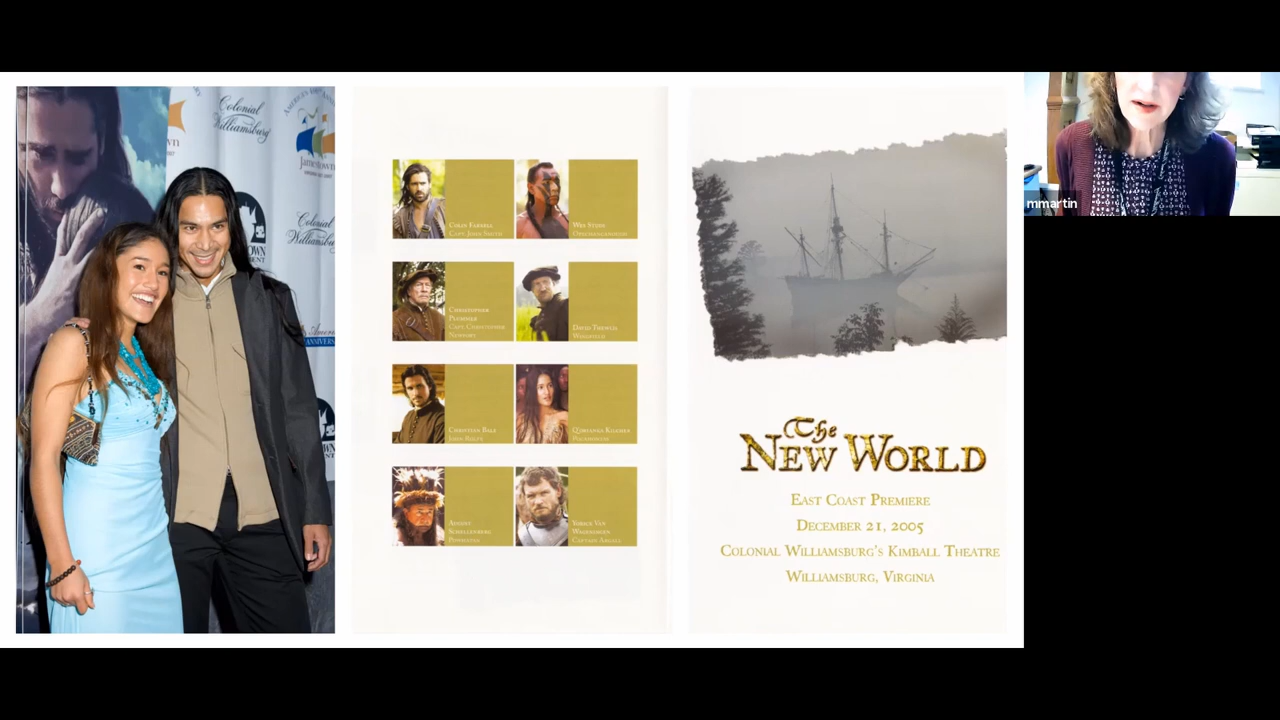 Colonial
Williamsburg
Jamestown
Colonial
Williamsburg
Colin Farrell
Capt. John Smith
Wes Studi
Opechancanough
Christopher
Plummer
Capt. Christopher
Newport
David Thewlis
Wingfield
Christian Bale
John Rolfe
Q'orianka Kilcher
Pocahontas
August
Schellenberg
Powhatan
Yorick Van
Wageningen
Captain Argall
The
New World
East Coast Premiere
December 21, 2005
Colonial Williamsburg's Kimball Theatre
Williamsburg, Virginia
mmartin